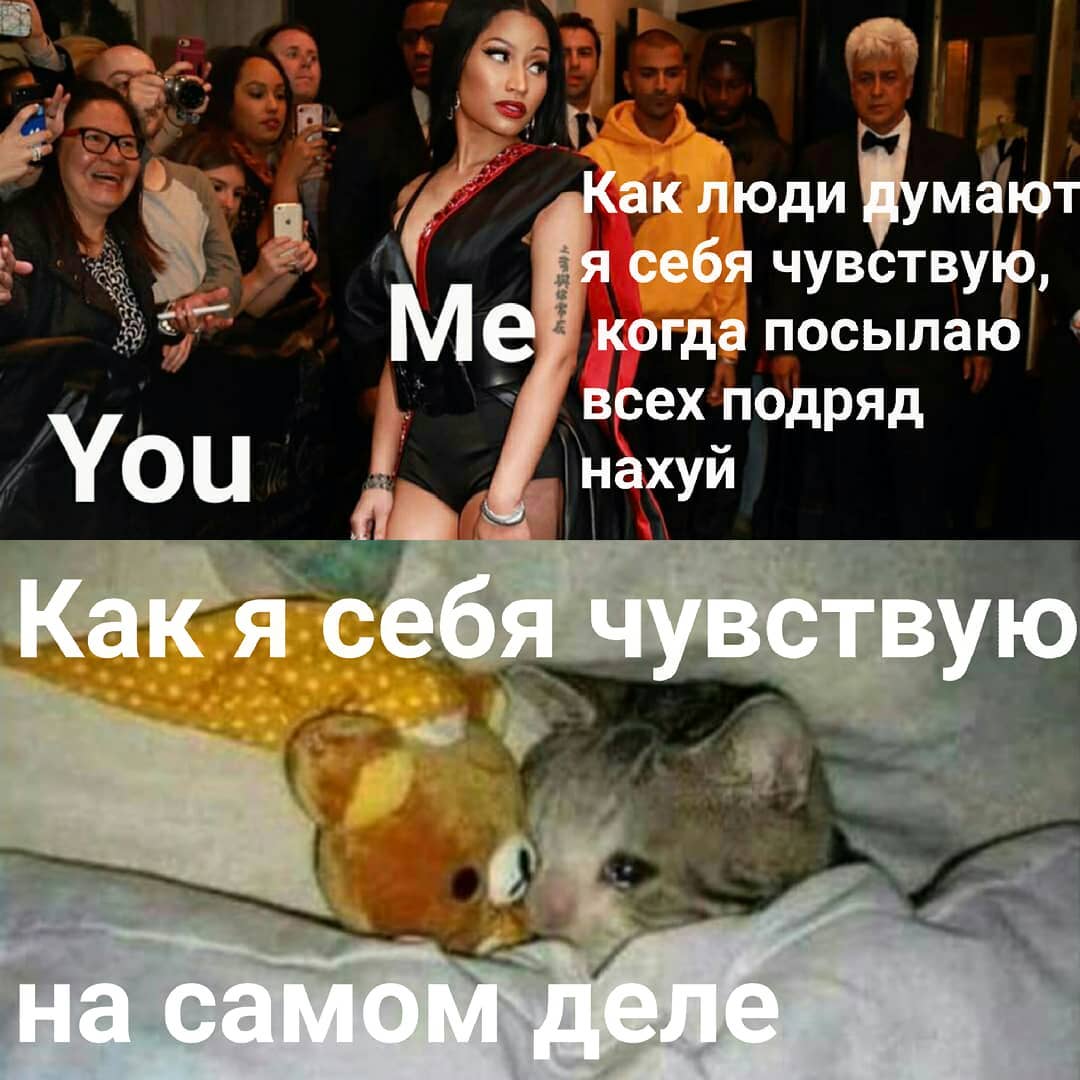 Как люди думают
я себя чувствую,
когда посылаю
всех подряд
нахуй
Me
You
Как я себя чувствую
на самом деле